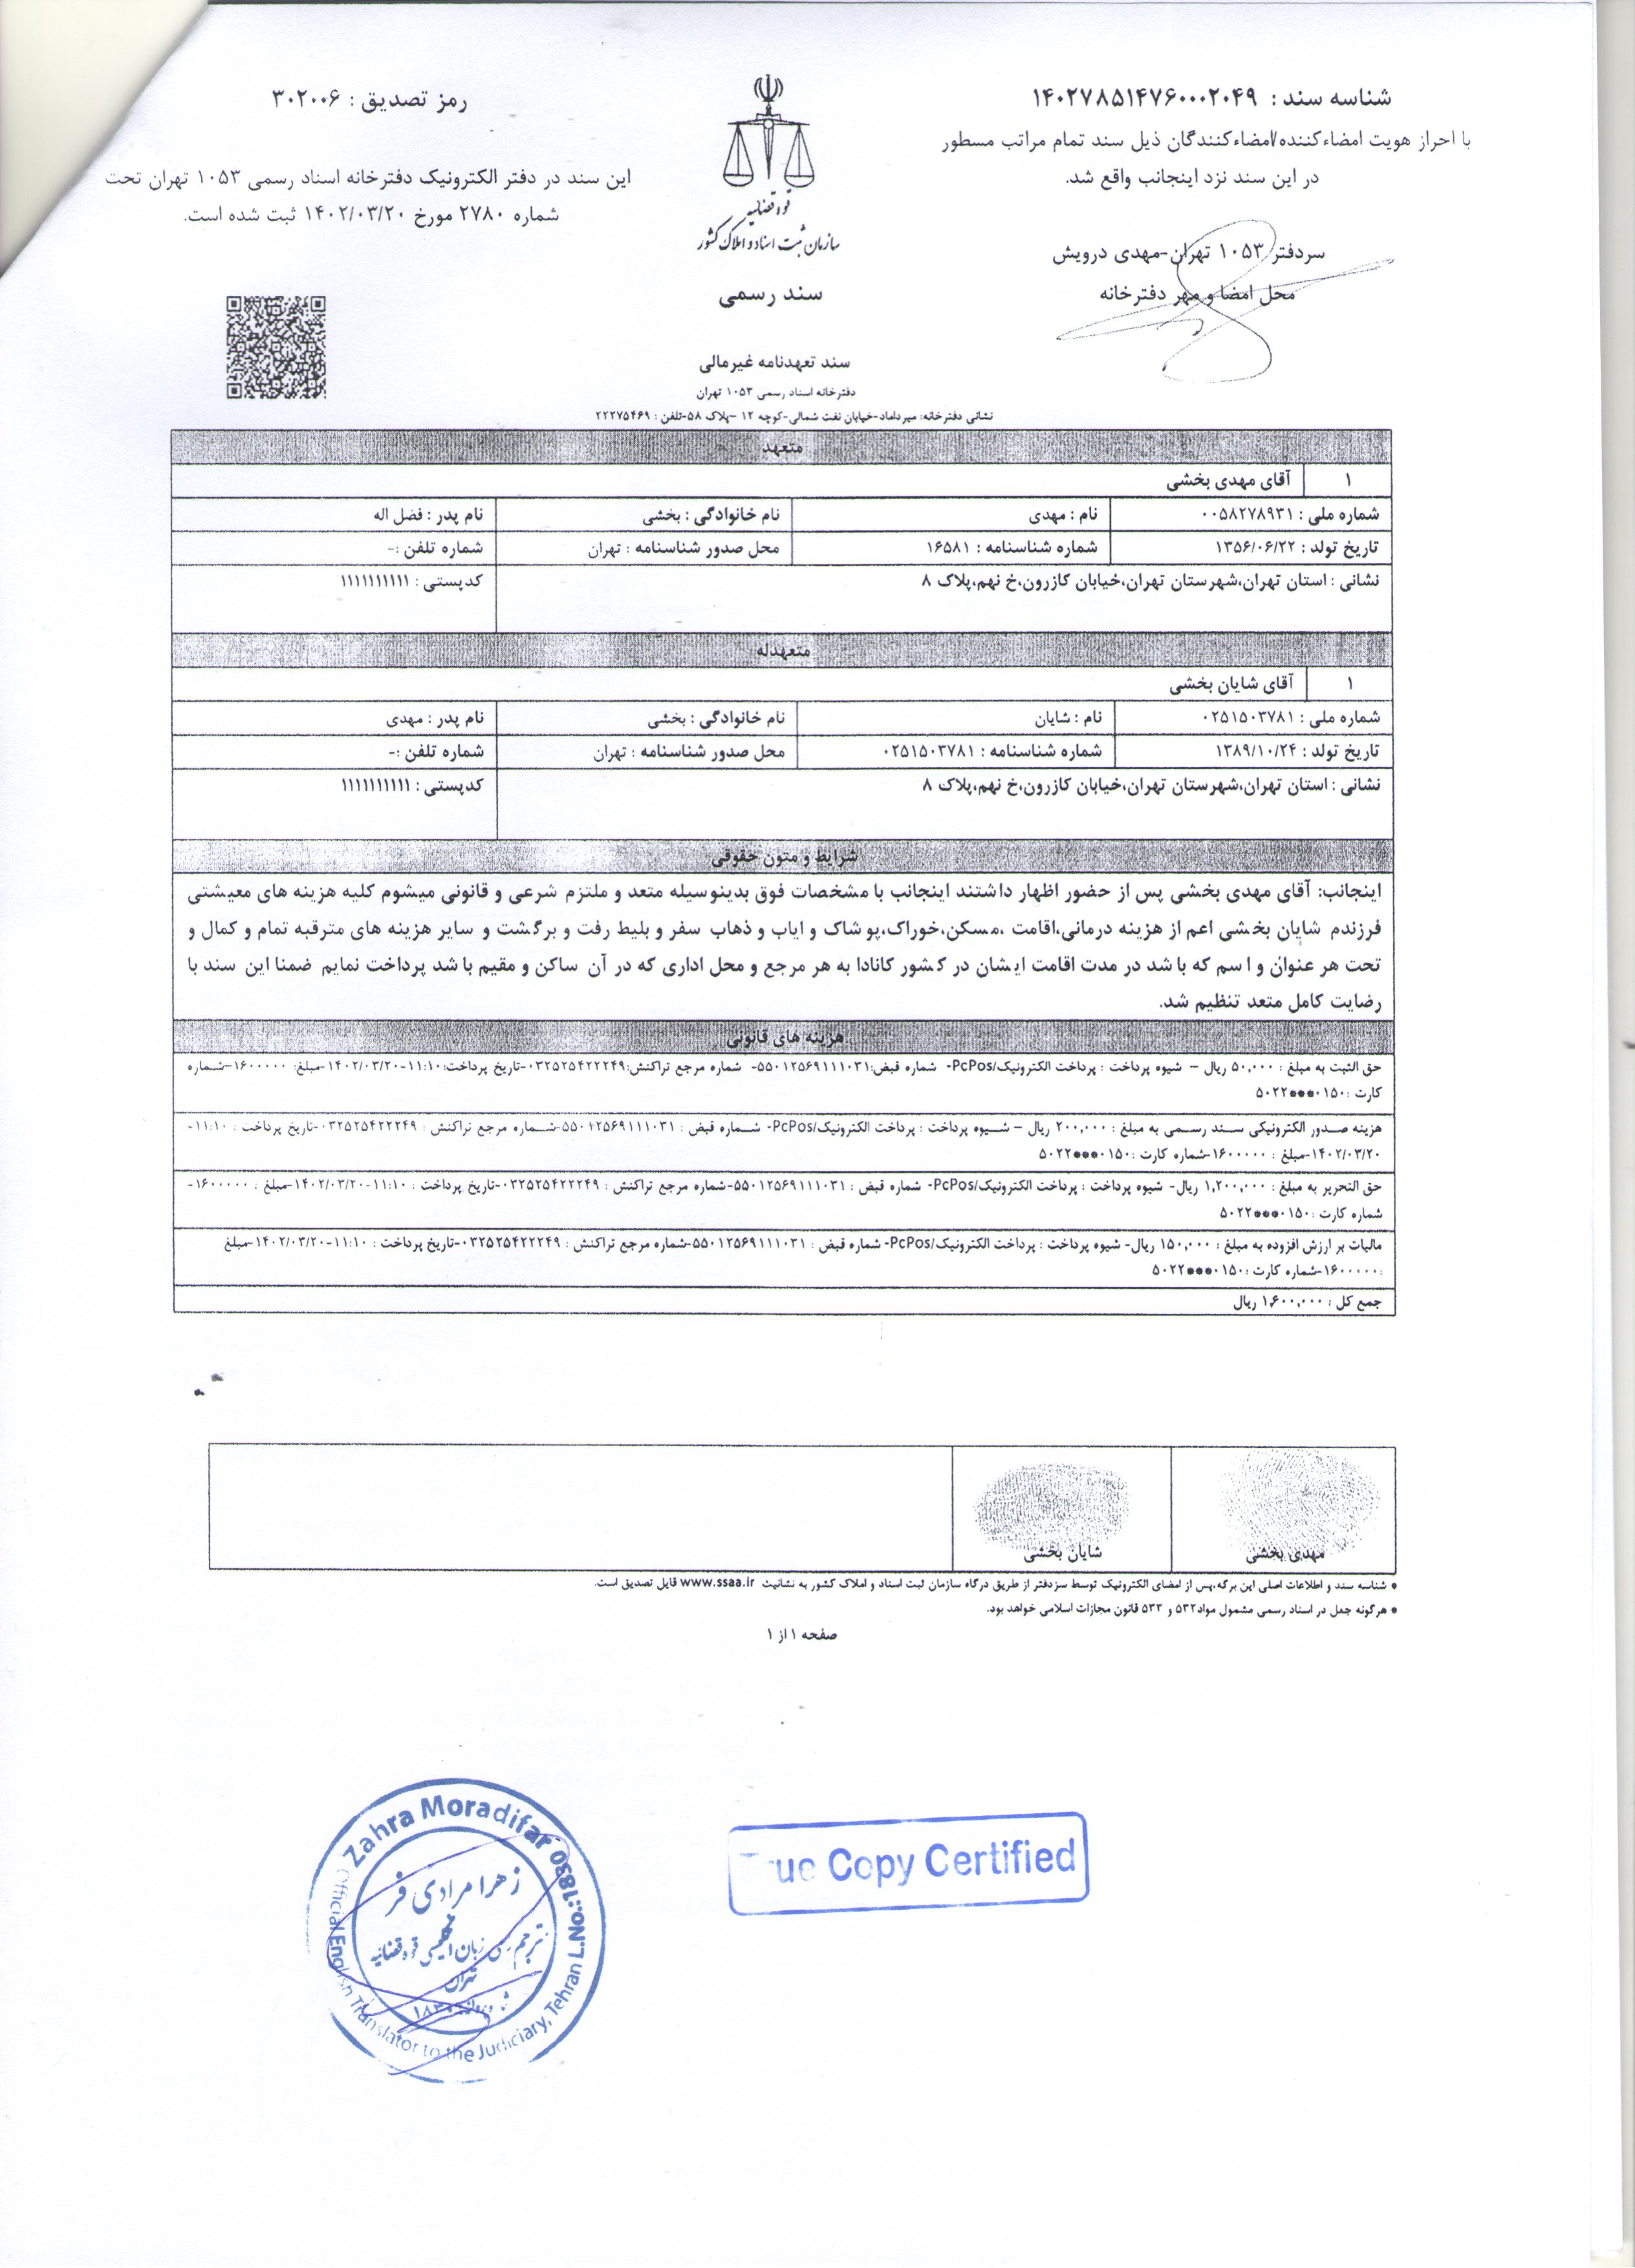 شناسه سند : ۱۴۰۲۷۸۵۱۴۷۶۰۰۰۲۰۴۹
با احراز هویت امضاءکننده/امضاءکنندگان ذیل سند تمام مراتب مسطور
در این سند نزد اینجانب واقع شد.
سردفتر ۱۰۵۳ تهران-مهدی درویش
محل امضا و مهر دفترخانه
قوه قضائیه
سازمان ثبت اسناد و املاک کشور
سند رسمی
سند تعهدنامه غیرمالی
دفترخانه اسناد رسمی ۱۰۵۳ تهران
نشانی دفترخانه: میرداماد-خیابان نفت شمالی-کوچه ۱۲ -پلاک ۵۸-تلفن : ۲۲۲۷۵۴۶۹
رمز تصدیق : ۳۰۲۰۰۶
این سند در دفتر الکترونیک دفترخانه اسناد رسمی ۱۰۵۳ تهران تحت
شماره ۲۷۸۰ مورخ ۱۴۰۲/۰۳/۲۰ ثبت شده است.
متعهد
۱ آقای مهدی بخشی
شماره ملی : ۰۰۵۸۲۷۸۹۳۱ نام : مهدی نام خانوادگی : بخشی نام پدر : فضل اله
تاریخ تولد : ۱۳۵۶/۰۶/۲۲ شماره شناسنامه : ۱۶۵۸۱ محل صدور شناسنامه : تهران شماره تلفن :-
نشانی : استان تهران،شهرستان تهران،خیابان کازرون،خ نهم،پلاک ۸ کدپستی : ۱۱۱۱۱۱۱۱۱۱
متعهدله
۱ آقای شایان بخشی
شماره ملی : ۰۲۵۱۵۰۳۷۸۱ نام : شایان نام خانوادگی : بخشی نام پدر : مهدی
تاریخ تولد : ۱۳۸۹/۱۰/۲۴ شماره شناسنامه : ۰۲۵۱۵۰۳۷۸۱ محل صدور شناسنامه : تهران شماره تلفن :-
نشانی : استان تهران،شهرستان تهران،خیابان کازرون،خ نهم،پلاک ۸ کدپستی : ۱۱۱۱۱۱۱۱۱۱
شرایط و متون حقوقی
اینجانب: آقای مهدی بخشی پس از حضور اظهار داشتند اینجانب با مشخصات فوق بدینوسیله متعد و ملتزم شرعی و قانونی میشوم کلیه هزینه های معیشتی
فرزندم شایان بخشی اعم از هزینه درمانی،اقامت ،مسکن،خوراک،پوشاک و ایاب و ذهاب سفر و بلیط رفت و برگشت و سایر هزینه های مترقبه تمام و کمال و
تحت هر عنوان و اسم که باشد در مدت اقامت ایشان در کشور کانادا به هر مرجع و محل اداری که در آن ساکن و مقیم باشد پرداخت نمایم ضمنا این سند با
رضایت کامل متعد تنظیم شد.
هزینه های قانونی
حق الثبت به مبلغ : ۵۰,۰۰۰ ریال – شیوه پرداخت : پرداخت الکترونیک/PcPos- شماره قبض:۵۵۰۱۲۵۶۹۱۱۱۰۳۱- شماره مرجع تراکنش:۰۳۲۵۲۵۴۲۲۲۴۹-تاریخ پرداخت:۱۱:۱۰-۱۴۰۲/۰۳/۲۰-مبلغ: ۱۶۰۰۰۰۰-شماره
کارت :۵۰۲۲●●●۰۱۵۰
هزینه صدور الکترونیکی سند رسمی به مبلغ : ۲۰۰,۰۰۰ ریال – شیوه پرداخت : پرداخت الکترونیک/PcPos- شماره قبض : ۵۵۰۱۲۵۶۹۱۱۱۰۳۱-شماره مرجع تراکنش : ۰۳۲۵۲۵۴۲۲۲۴۹-تاریخ پرداخت : ۱۱:۱۰-
۱۴۰۲/۰۳/۲۰-مبلغ : ۱۶۰۰۰۰۰-شماره کارت :۵۰۲۲●●●۰۱۵۰
حق التحریر به مبلغ : ۱,۲۰۰,۰۰۰ ریال- شیوه پرداخت : پرداخت الکترونیک/PcPos- شماره قبض : ۵۵۰۱۲۵۶۹۱۱۱۰۳۱-شماره مرجع تراکنش : ۰۳۲۵۲۵۴۲۲۲۴۹-تاریخ پرداخت : ۱۱:۱۰-۱۴۰۲/۰۳/۲۰-مبلغ : ۱۶۰۰۰۰۰-
شماره کارت :۵۰۲۲●●●۰۱۵۰
مالیات بر ارزش افزوده به مبلغ : ۱۵۰,۰۰۰ ریال- شیوه پرداخت : پرداخت الکترونیک/PcPos- شماره قبض : ۵۵۰۱۲۵۶۹۱۱۱۰۳۱-شماره مرجع تراکنش : ۰۳۲۵۲۵۴۲۲۲۴۹-تاریخ پرداخت : ۱۱:۱۰-۱۴۰۲/۰۳/۲۰-مبلغ
:۱۶۰۰۰۰۰-شماره کارت :۵۰۲۲●●●۰۱۵۰
جمع کل : ۱,۶۰۰,۰۰۰ ریال
مهدی بخشی شایان بخشی
● شناسه سند و اطلاعات اصلی این برگه،پس از امضای الکترونیک توسط سردفتر از طریق درگاه سازمان ثبت اسناد و املاک کشور به نشانیت www.ssaa.ir قابل تصدیق است.
● هرگونه جعل در اسناد رسمی مشمول مواد۵۳۲ و ۵۳۳ قانون مجازات اسلامی خواهد بود.
صفحه ۱ از ۱
True Copy Certified
Zahra Moradifar
L.No.:1830
Official English Translator to the Judiciary, Tehran
زهرا مرادی فر
مترجم رسمی زبان انگلیسی قوه قضائیه
تهران